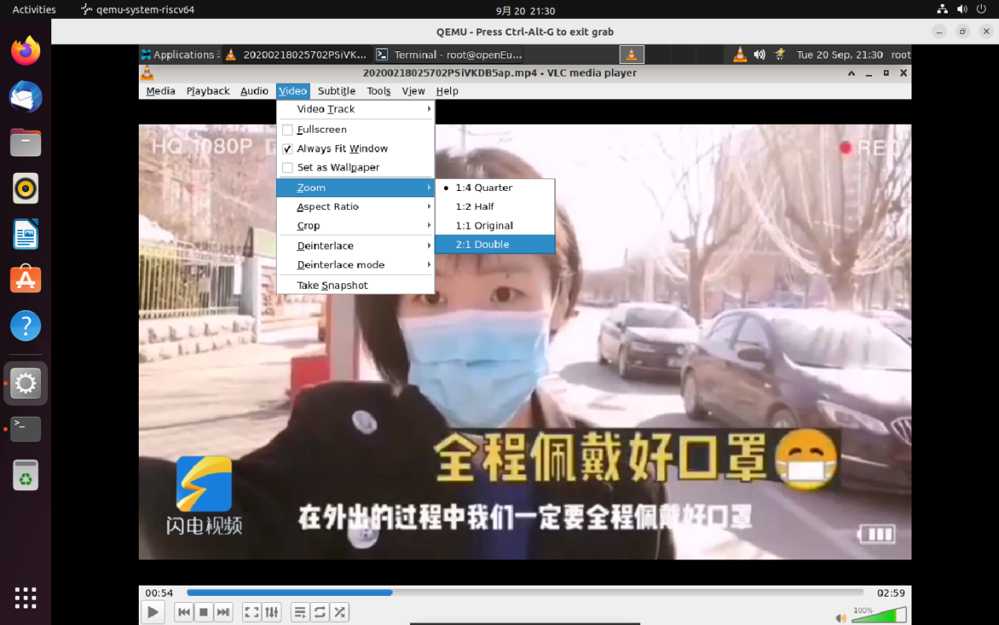 Activities qemu-system-riscv64 9月 20 21:30
QEMU - Press Ctrl-Alt-G to exit grab
Applications 20200218025702PSiVK... Terminal - root@openEu... Tue 20 Sep, 21:30 root
20200218025702PSiVKDB5ap.mp4 - VLC media player
Media Playback Audio Video Subtitle Tools View Help
Video Track
Fullscreen
Always Fit Window
Set as Wallpaper
Zoom
Aspect Ratio
Crop
Deinterlace
Deinterlace mode
Take Snapshot
1:4 Quarter
1:2 Half
1:1 Original
2:1 Double
HQ 1080P
REC
全程佩戴好口罩
闪电视频
在外出的过程中我们一定要全程佩戴好口罩
00:54 02:59
100%